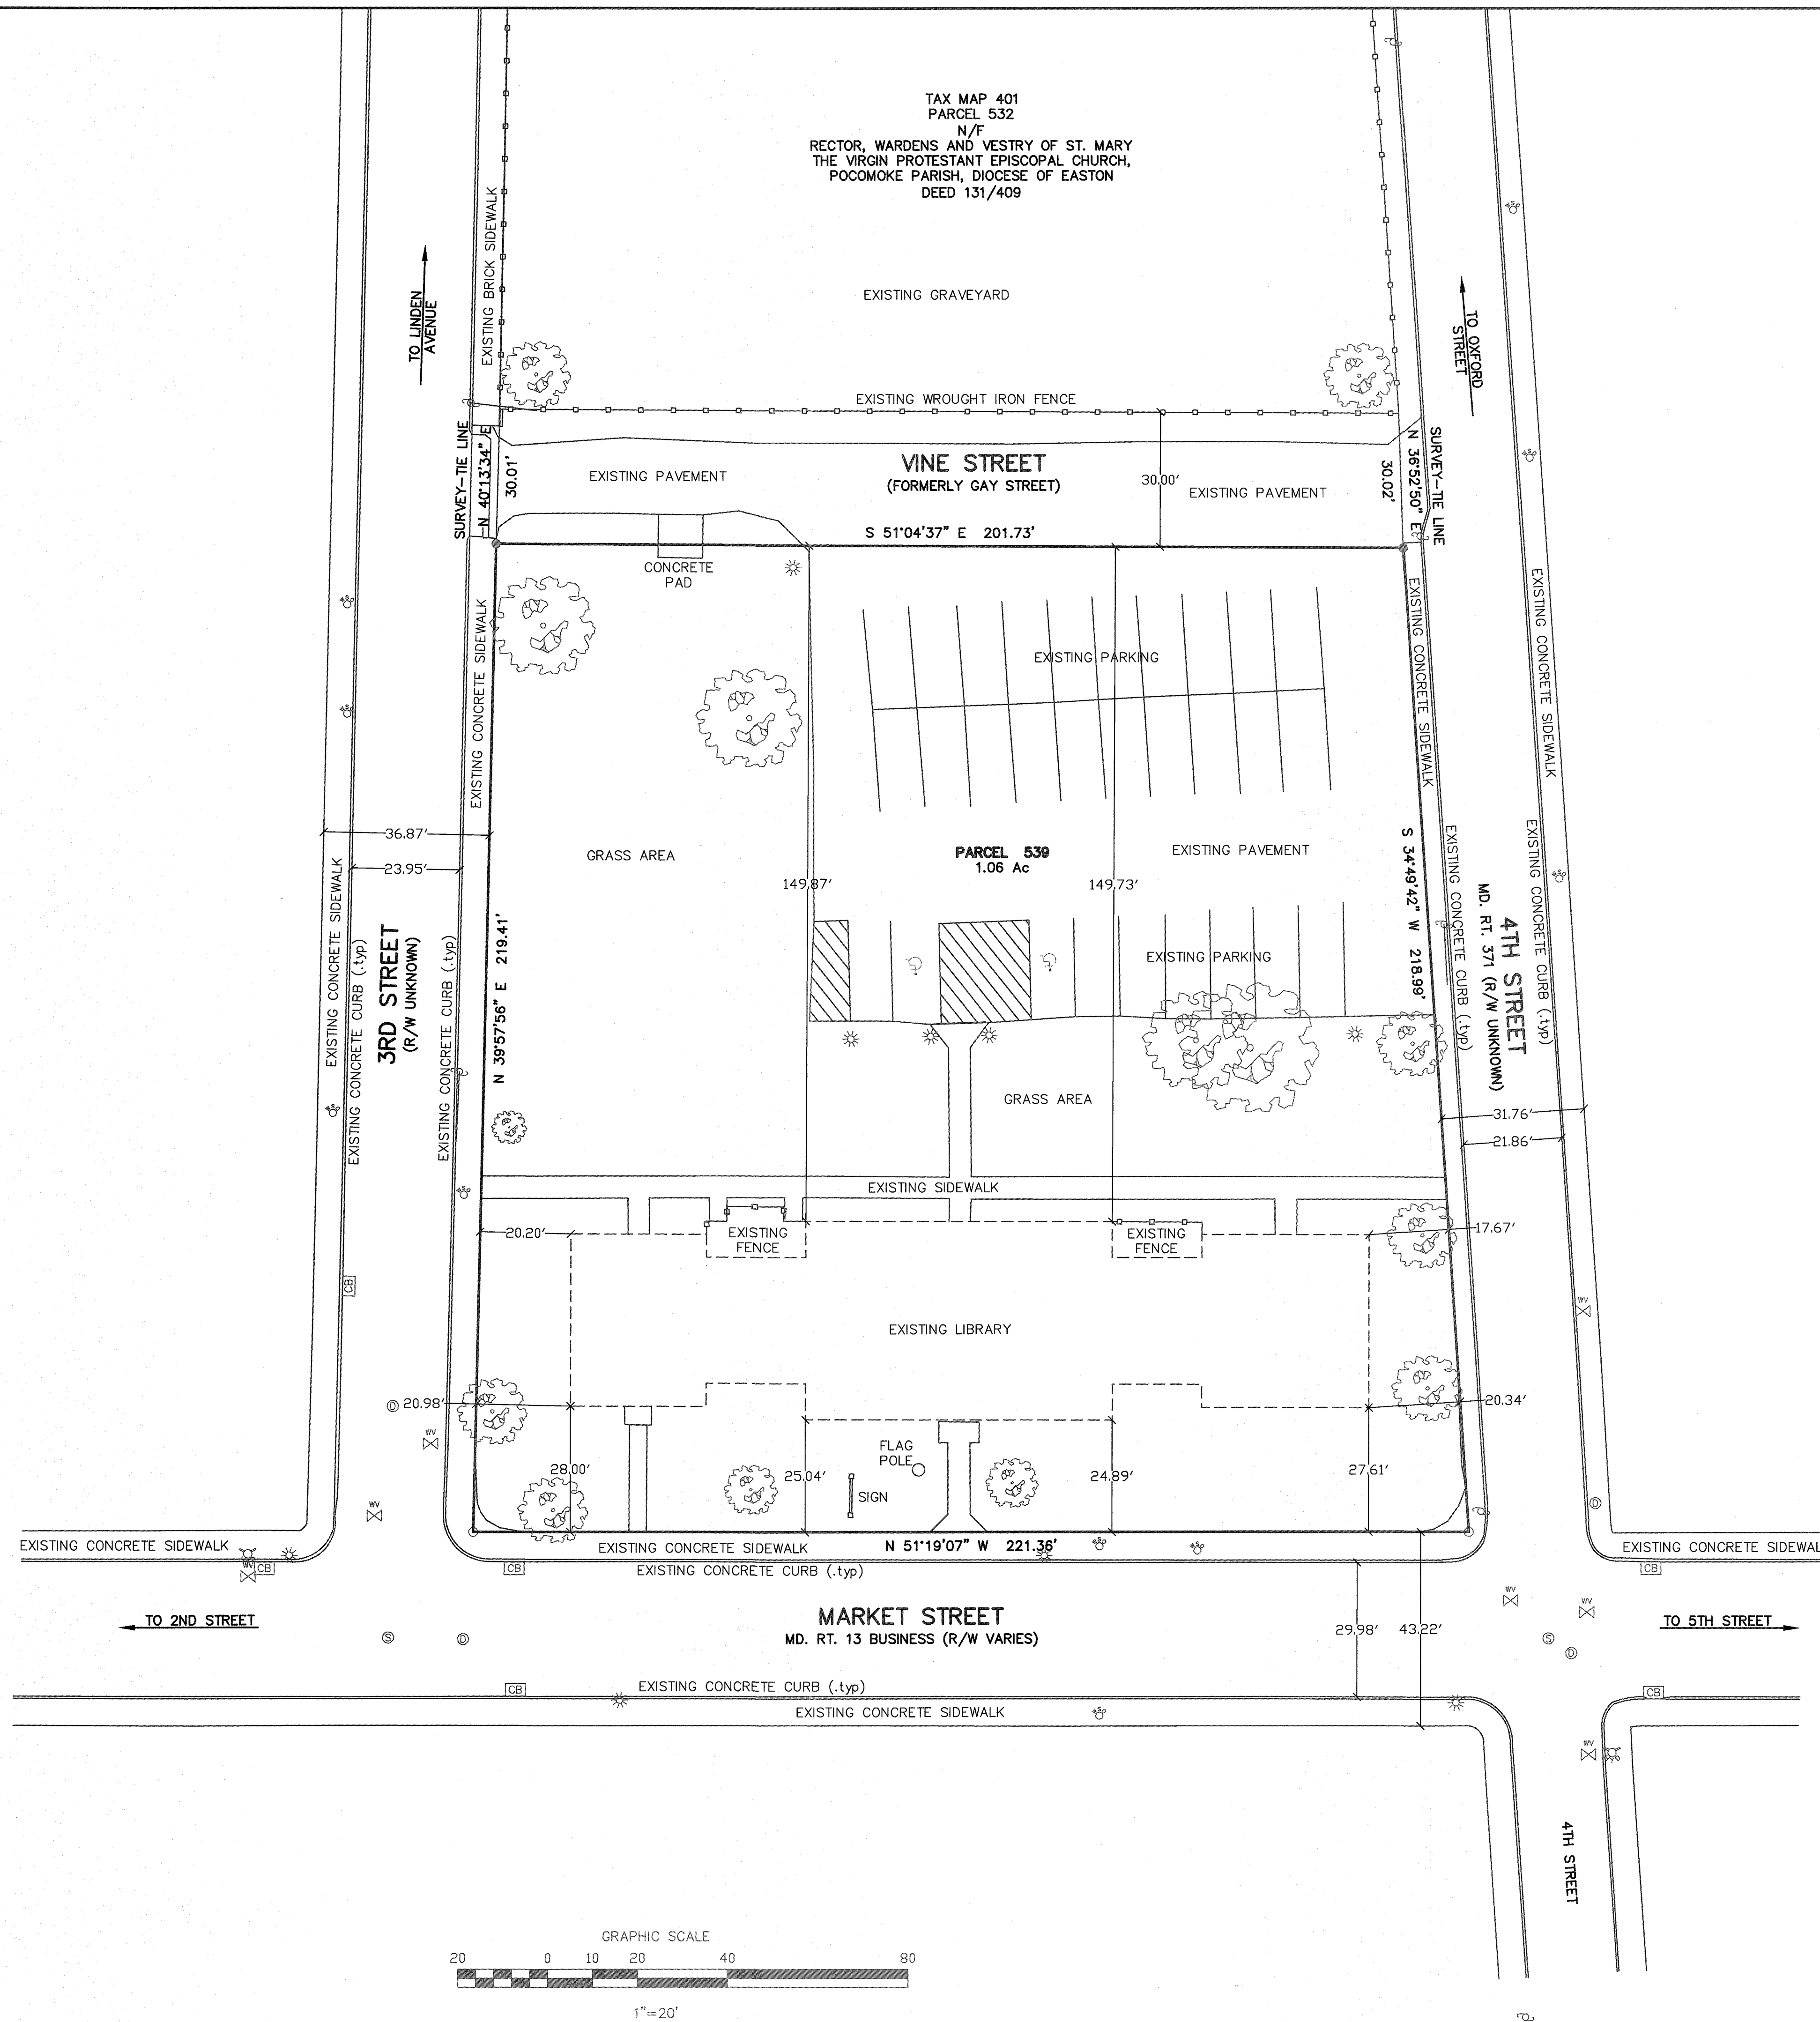 TAX MAP 401
PARCEL 532
N/F
RECTOR, WARDENS AND VESTRY OF ST. MARY
THE VIRGIN PROTESTANT EPISCOPAL CHURCH,
POCOMOKE PARISH, DIOCESE OF EASTON
DEED 131/409
EXISTING BRICK SIDEWALK
TO LINDEN
AVENUE
EXISTING GRAVEYARD
TO OXFORD
STREET
EXISTING WROUGHT IRON FENCE
SURVEY-TIE LINE
N 40°13'34" E
30.01'
EXISTING PAVEMENT
VINE STREET
(FORMERLY GAY STREET)
30.00'
EXISTING PAVEMENT
30.02'
N 36°52'50" E
SURVEY-TIE LINE
S 51°04'37" E 201.73'
CONCRETE
PAD
EXISTING CONCRETE SIDEWALK
EXISTING PARKING
EXISTING CONCRETE SIDEWALK
EXISTING CONCRETE SIDEWALK
36.87'
23.95'
GRASS AREA
PARCEL 539
1.06 Ac
EXISTING PAVEMENT
149.87'
149.73'
S 34°49'42" W 218.99'
EXISTING CONCRETE CURB (.typ)
MD. RT. 371 (R/W UNKNOWN)
4TH STREET
EXISTING CONCRETE CURB (.typ)
EXISTING CONCRETE SIDEWALK
EXISTING CONCRETE CURB (.typ)
3RD STREET
(R/W UNKNOWN)
EXISTING CONCRETE CURB (.typ)
N 39°57'56" E 219.41'
EXISTING PARKING
GRASS AREA
31.76'
21.86'
EXISTING SIDEWALK
20.20'
EXISTING
FENCE
EXISTING
FENCE
17.67'
CB
WV
EXISTING LIBRARY
D
20.98'
20.34'
WV
FLAG
POLE
28.00'
25.04'
24.89'
27.61'
SIGN
WV
D
EXISTING CONCRETE SIDEWALK
EXISTING CONCRETE SIDEWALK
N 51°19'07" W 221.36'
EXISTING CONCRETE SIDEWAL
WV
CB
CB
EXISTING CONCRETE CURB (.typ)
CB
WV
WV
TO 2ND STREET
MARKET STREET
MD. RT. 13 BUSINESS (R/W VARIES)
29.98'
43.22'
TO 5TH STREET
S
D
S
D
CB
EXISTING CONCRETE CURB (.typ)
CB
EXISTING CONCRETE SIDEWALK
WV
4TH STREET
GRAPHIC SCALE
20 0 10 20 40 80
1"=20'